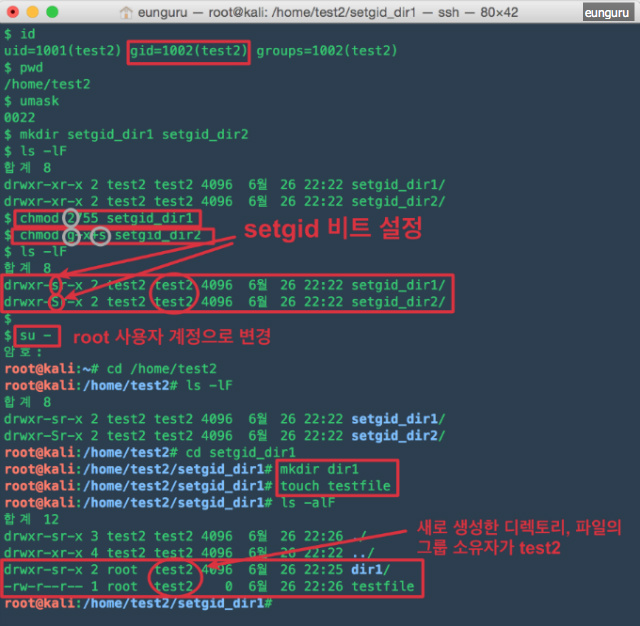 eunguru — root@kali: /home/test2/setgid_dir1 — ssh — 80×42
eunguru
$ id
uid=1001(test2) gid=1002(test2) groups=1002(test2)
$ pwd
/home/test2
$ umask
0022
$ mkdir setgid_dir1 setgid_dir2
$ ls -lF
합계 8
drwxr-xr-x 2 test2 test2 4096  6월  26 22:22 setgid_dir1/
drwxr-xr-x 2 test2 test2 4096  6월  26 22:22 setgid_dir2/
$ chmod 2755 setgid_dir1
$ chmod g-x+s setgid_dir2
setgid 비트 설정
$ ls -lF
합계 8
drwxr-sr-x 2 test2 test2 4096  6월  26 22:22 setgid_dir1/
drwxr-Sr-x 2 test2 test2 4096  6월  26 22:22 setgid_dir2/
$
$ su -
root 사용자 계정으로 변경
암호:
root@kali:~# cd /home/test2
root@kali:/home/test2# ls -lF
합계 8
drwxr-sr-x 2 test2 test2 4096  6월  26 22:22 setgid_dir1/
drwxr-Sr-x 2 test2 test2 4096  6월  26 22:22 setgid_dir2/
root@kali:/home/test2# cd setgid_dir1
root@kali:/home/test2/setgid_dir1# mkdir dir1
root@kali:/home/test2/setgid_dir1# touch testfile
root@kali:/home/test2/setgid_dir1# ls -alF
합계 12
drwxr-sr-x 3 test2 test2 4096  6월  26 22:26 ./
drwxr-xr-x 4 test2 test2 4096  6월  26 22:22 ../
drwxr-sr-x 2 root  test2 4096  6월  26 22:25 dir1/
-rw-r--r-- 1 root  test2    0  6월  26 22:26 testfile
새로 생성한 디렉토리, 파일의
그룹 소유자가 test2
root@kali:/home/test2/setgid_dir1#